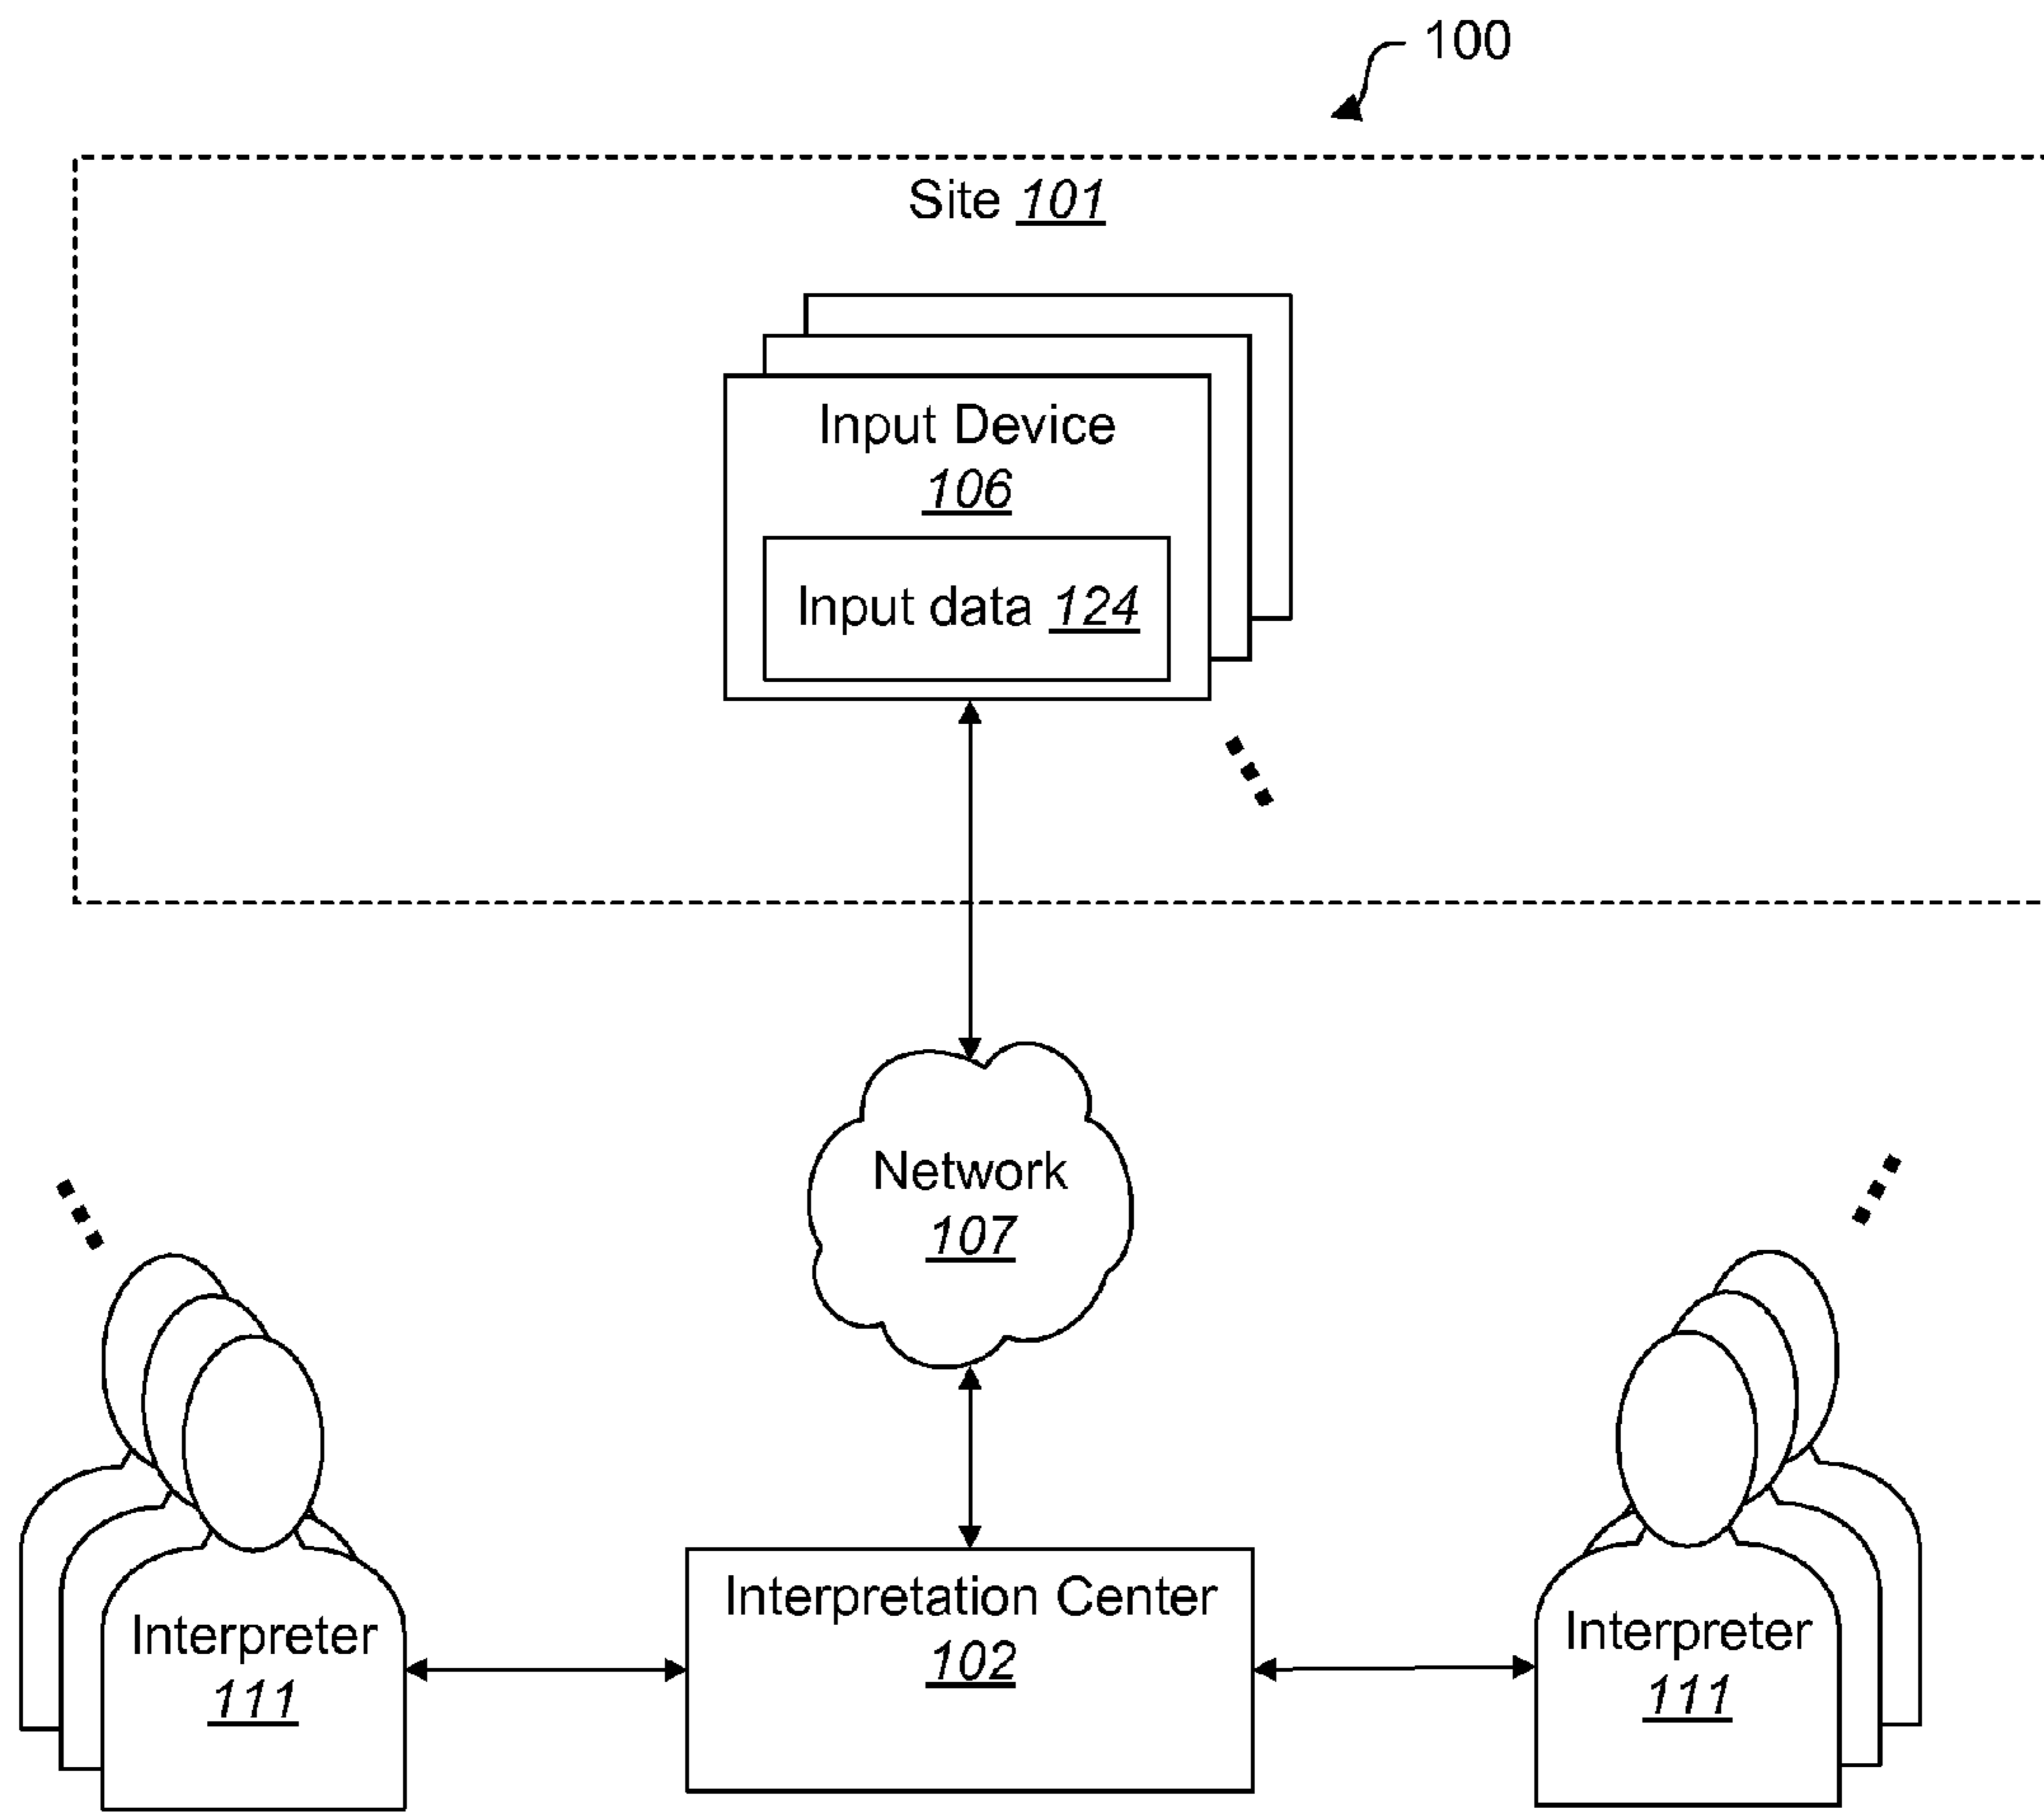 100
Site 101
Input Device
106
Input data 124
Network
107
Interpreter
111
Interpretation Center
102
Interpreter
111